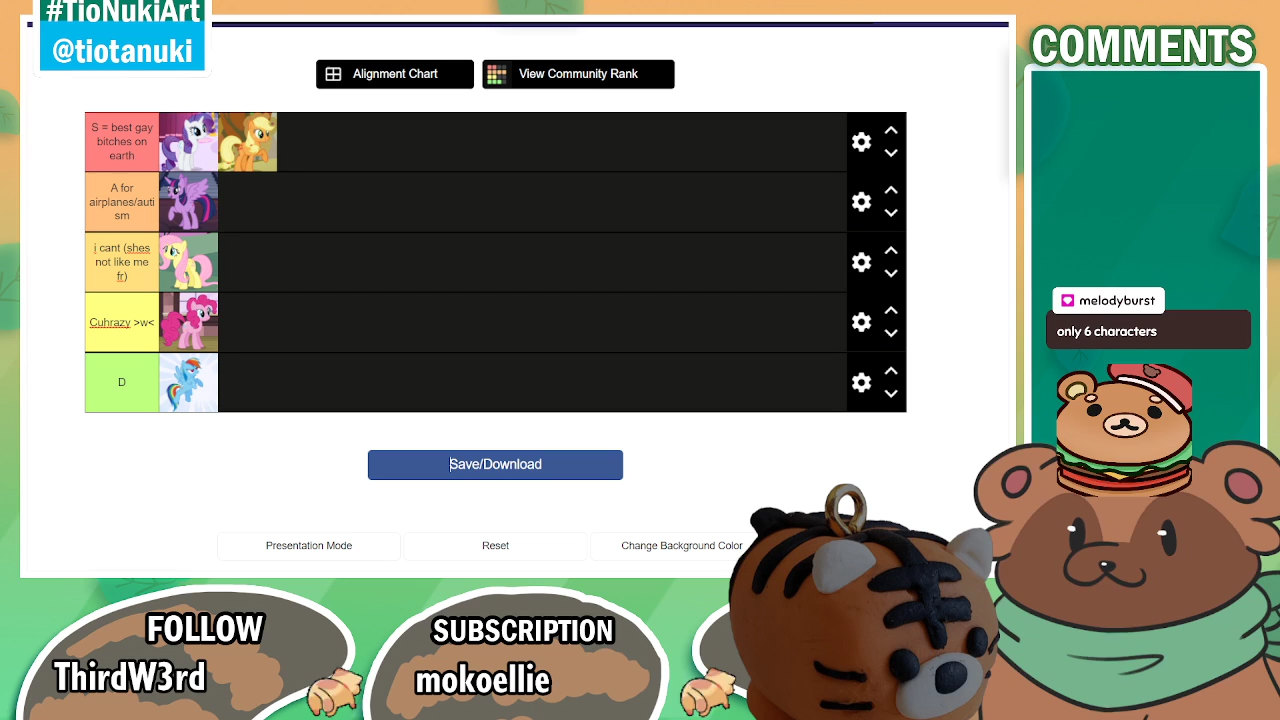 #TioNukiArt
@tiotanuki
COMMENTS
Alignment Chart
View Community Rank
S = best gay
bitches on
earth
A for
airplanes/auti
sm
i cant (shes
not like me
fr)
Cuhrazy >w<
D
melodyburst
only 6 characters
Save/Download
Presentation Mode
Reset
Change Background Color
FOLLOW
ThirdW3rd
SUBSCRIPTION
mokoellie